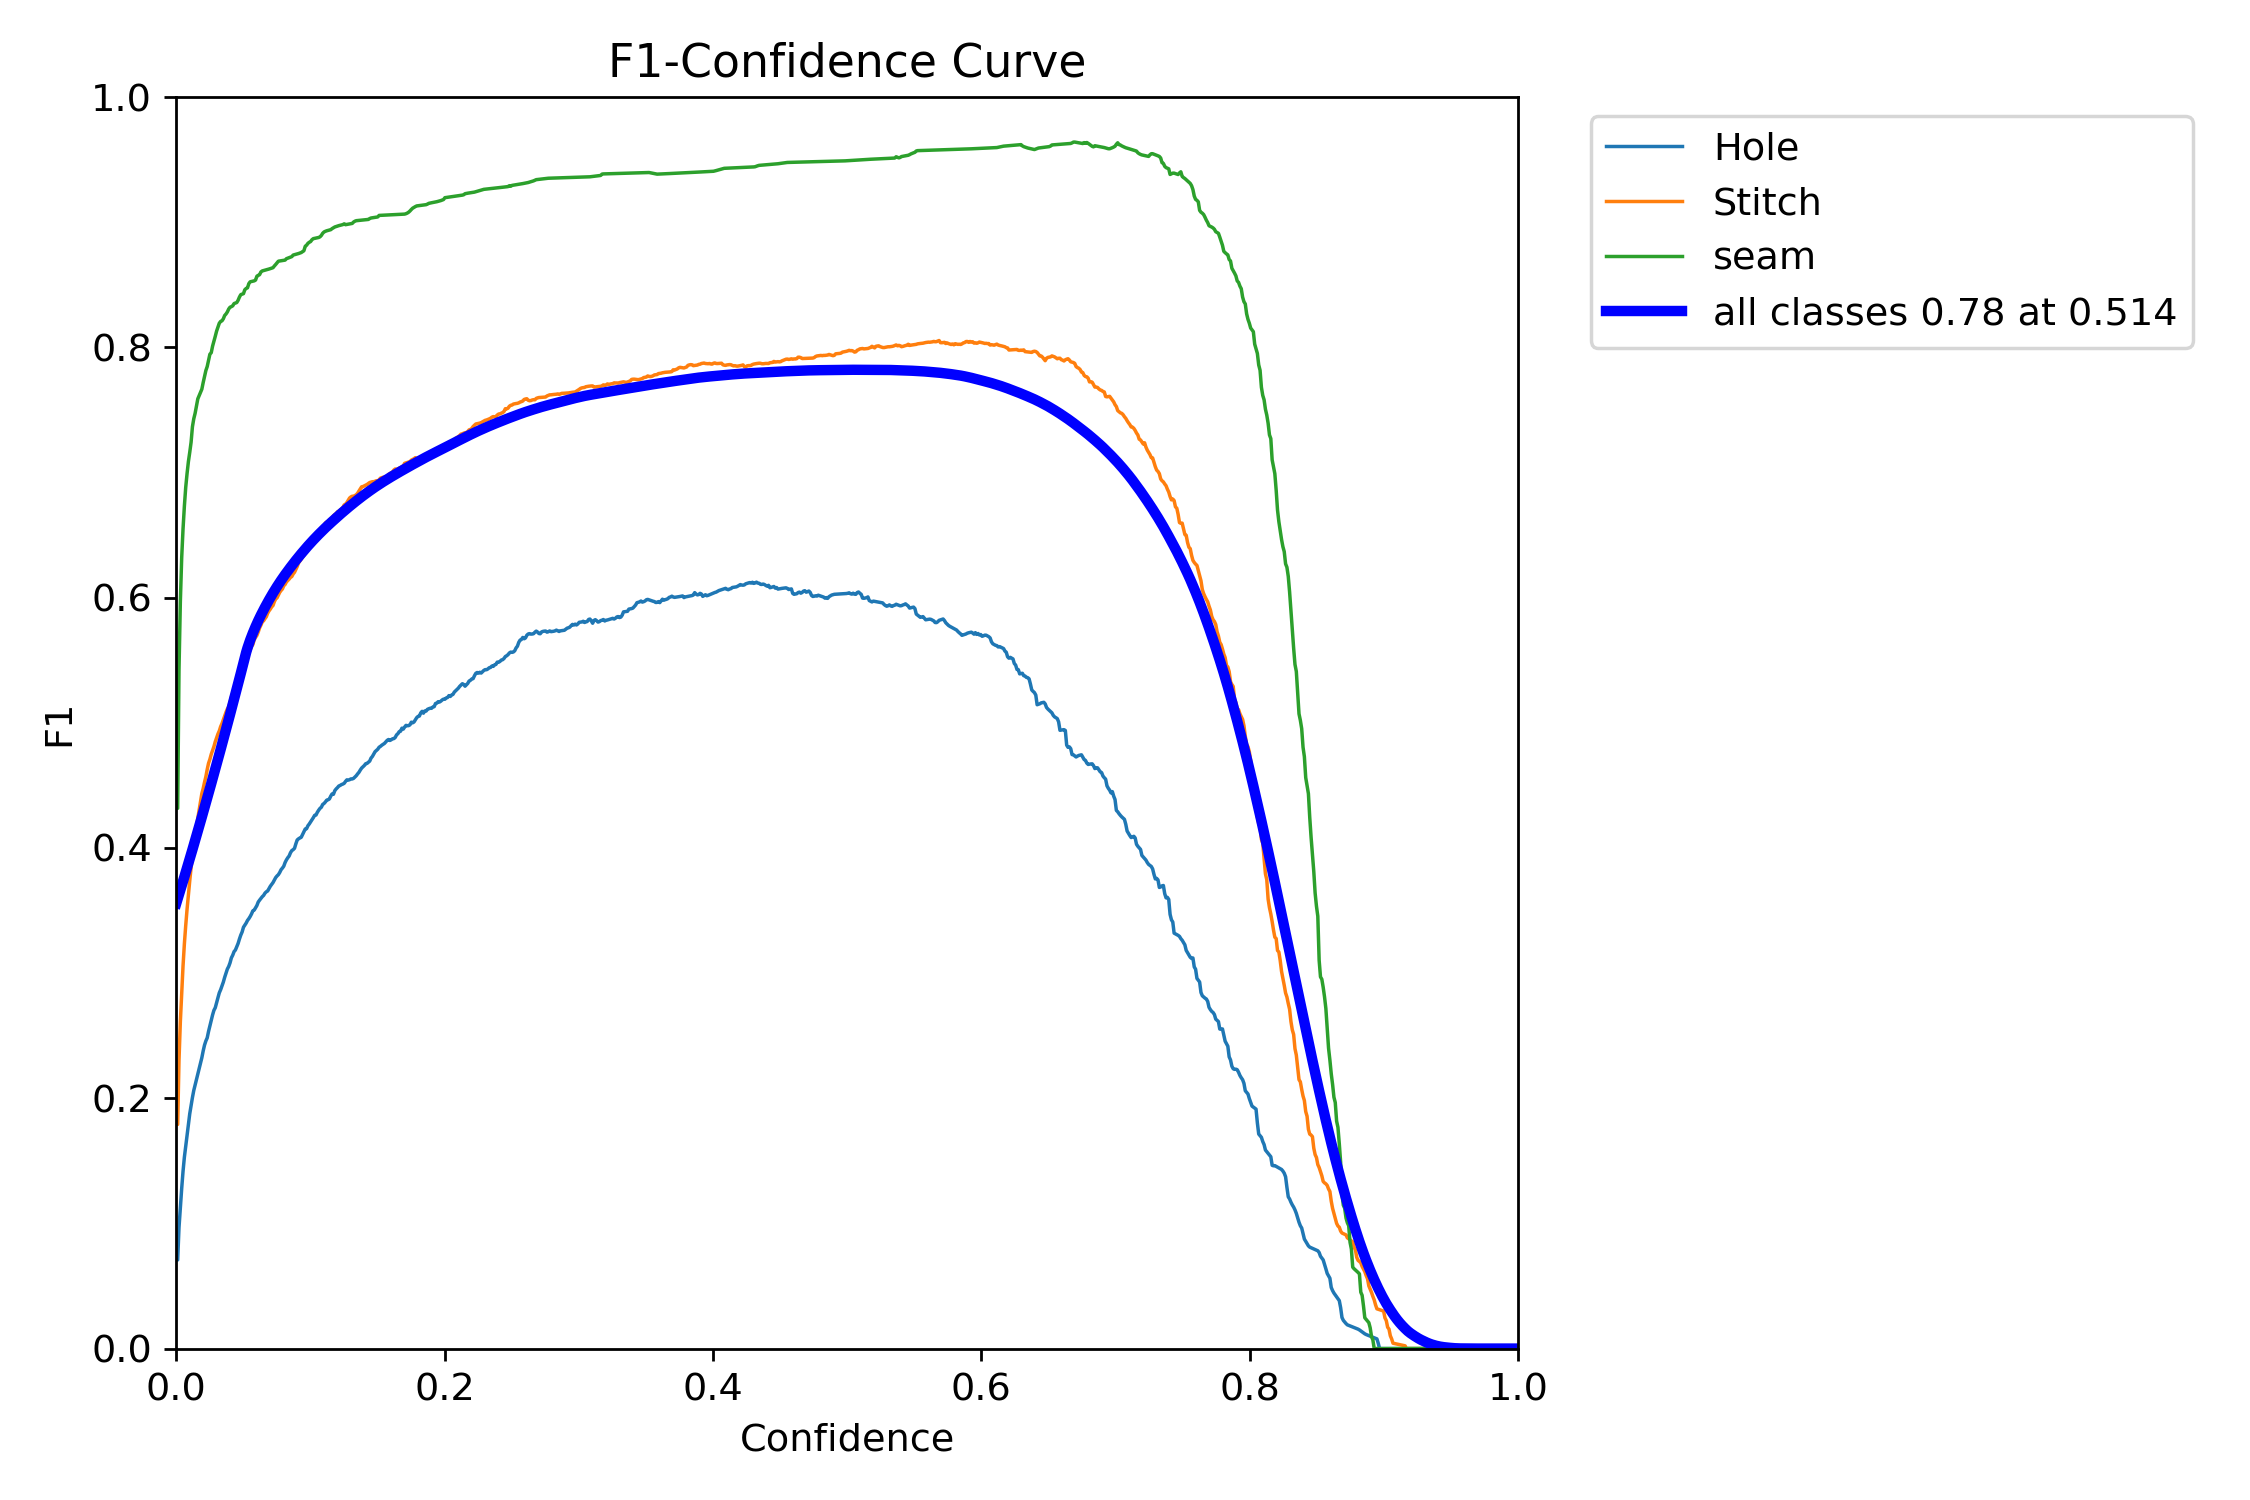 F1-Confidence Curve
1.0
0.8
0.6
0.4
0.2
0.0
F1
0.0 0.2 0.4 0.6 0.8 1.0
Confidence
Hole
Stitch
seam
all classes 0.78 at 0.514